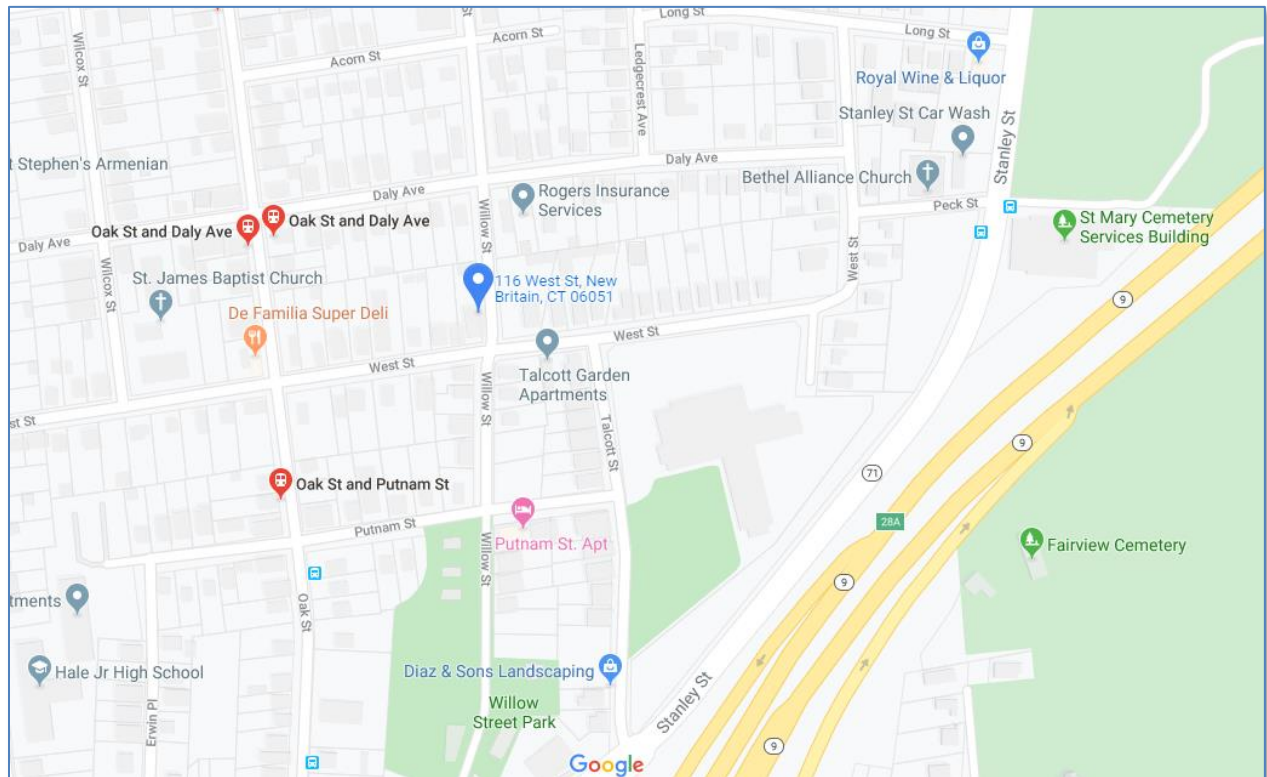 Long St
Long St
Wilcox St
Acorn St
Acorn St
Ledgecrest Ave
Royal Wine & Liquor
Stanley St Car Wash
Stanley St
t Stephen's Armenian
Daly Ave
Bethel Alliance Church
Daly Ave
Rogers Insurance
Services
Peck St
Oak St and Daly Ave
Oak St and Daly Ave
Willow St
St Mary Cemetery
Services Building
Daly Ave
Wilcox St
West St
St. James Baptist Church
116 West St, New
Britain, CT 06051
9
De Familia Super Deli
West St
West St
Talcott Garden
Apartments
Willow St
st St
Talcott St
9
71
Oak St and Putnam St
Putnam St
28A
Putnam St. Apt
Willow St
Fairview Cemetery
9
tments
Oak St
Hale Jr High School
Diaz & Sons Landscaping
Erwin Pl
Willow
Street Park
Stanley St
9
Google